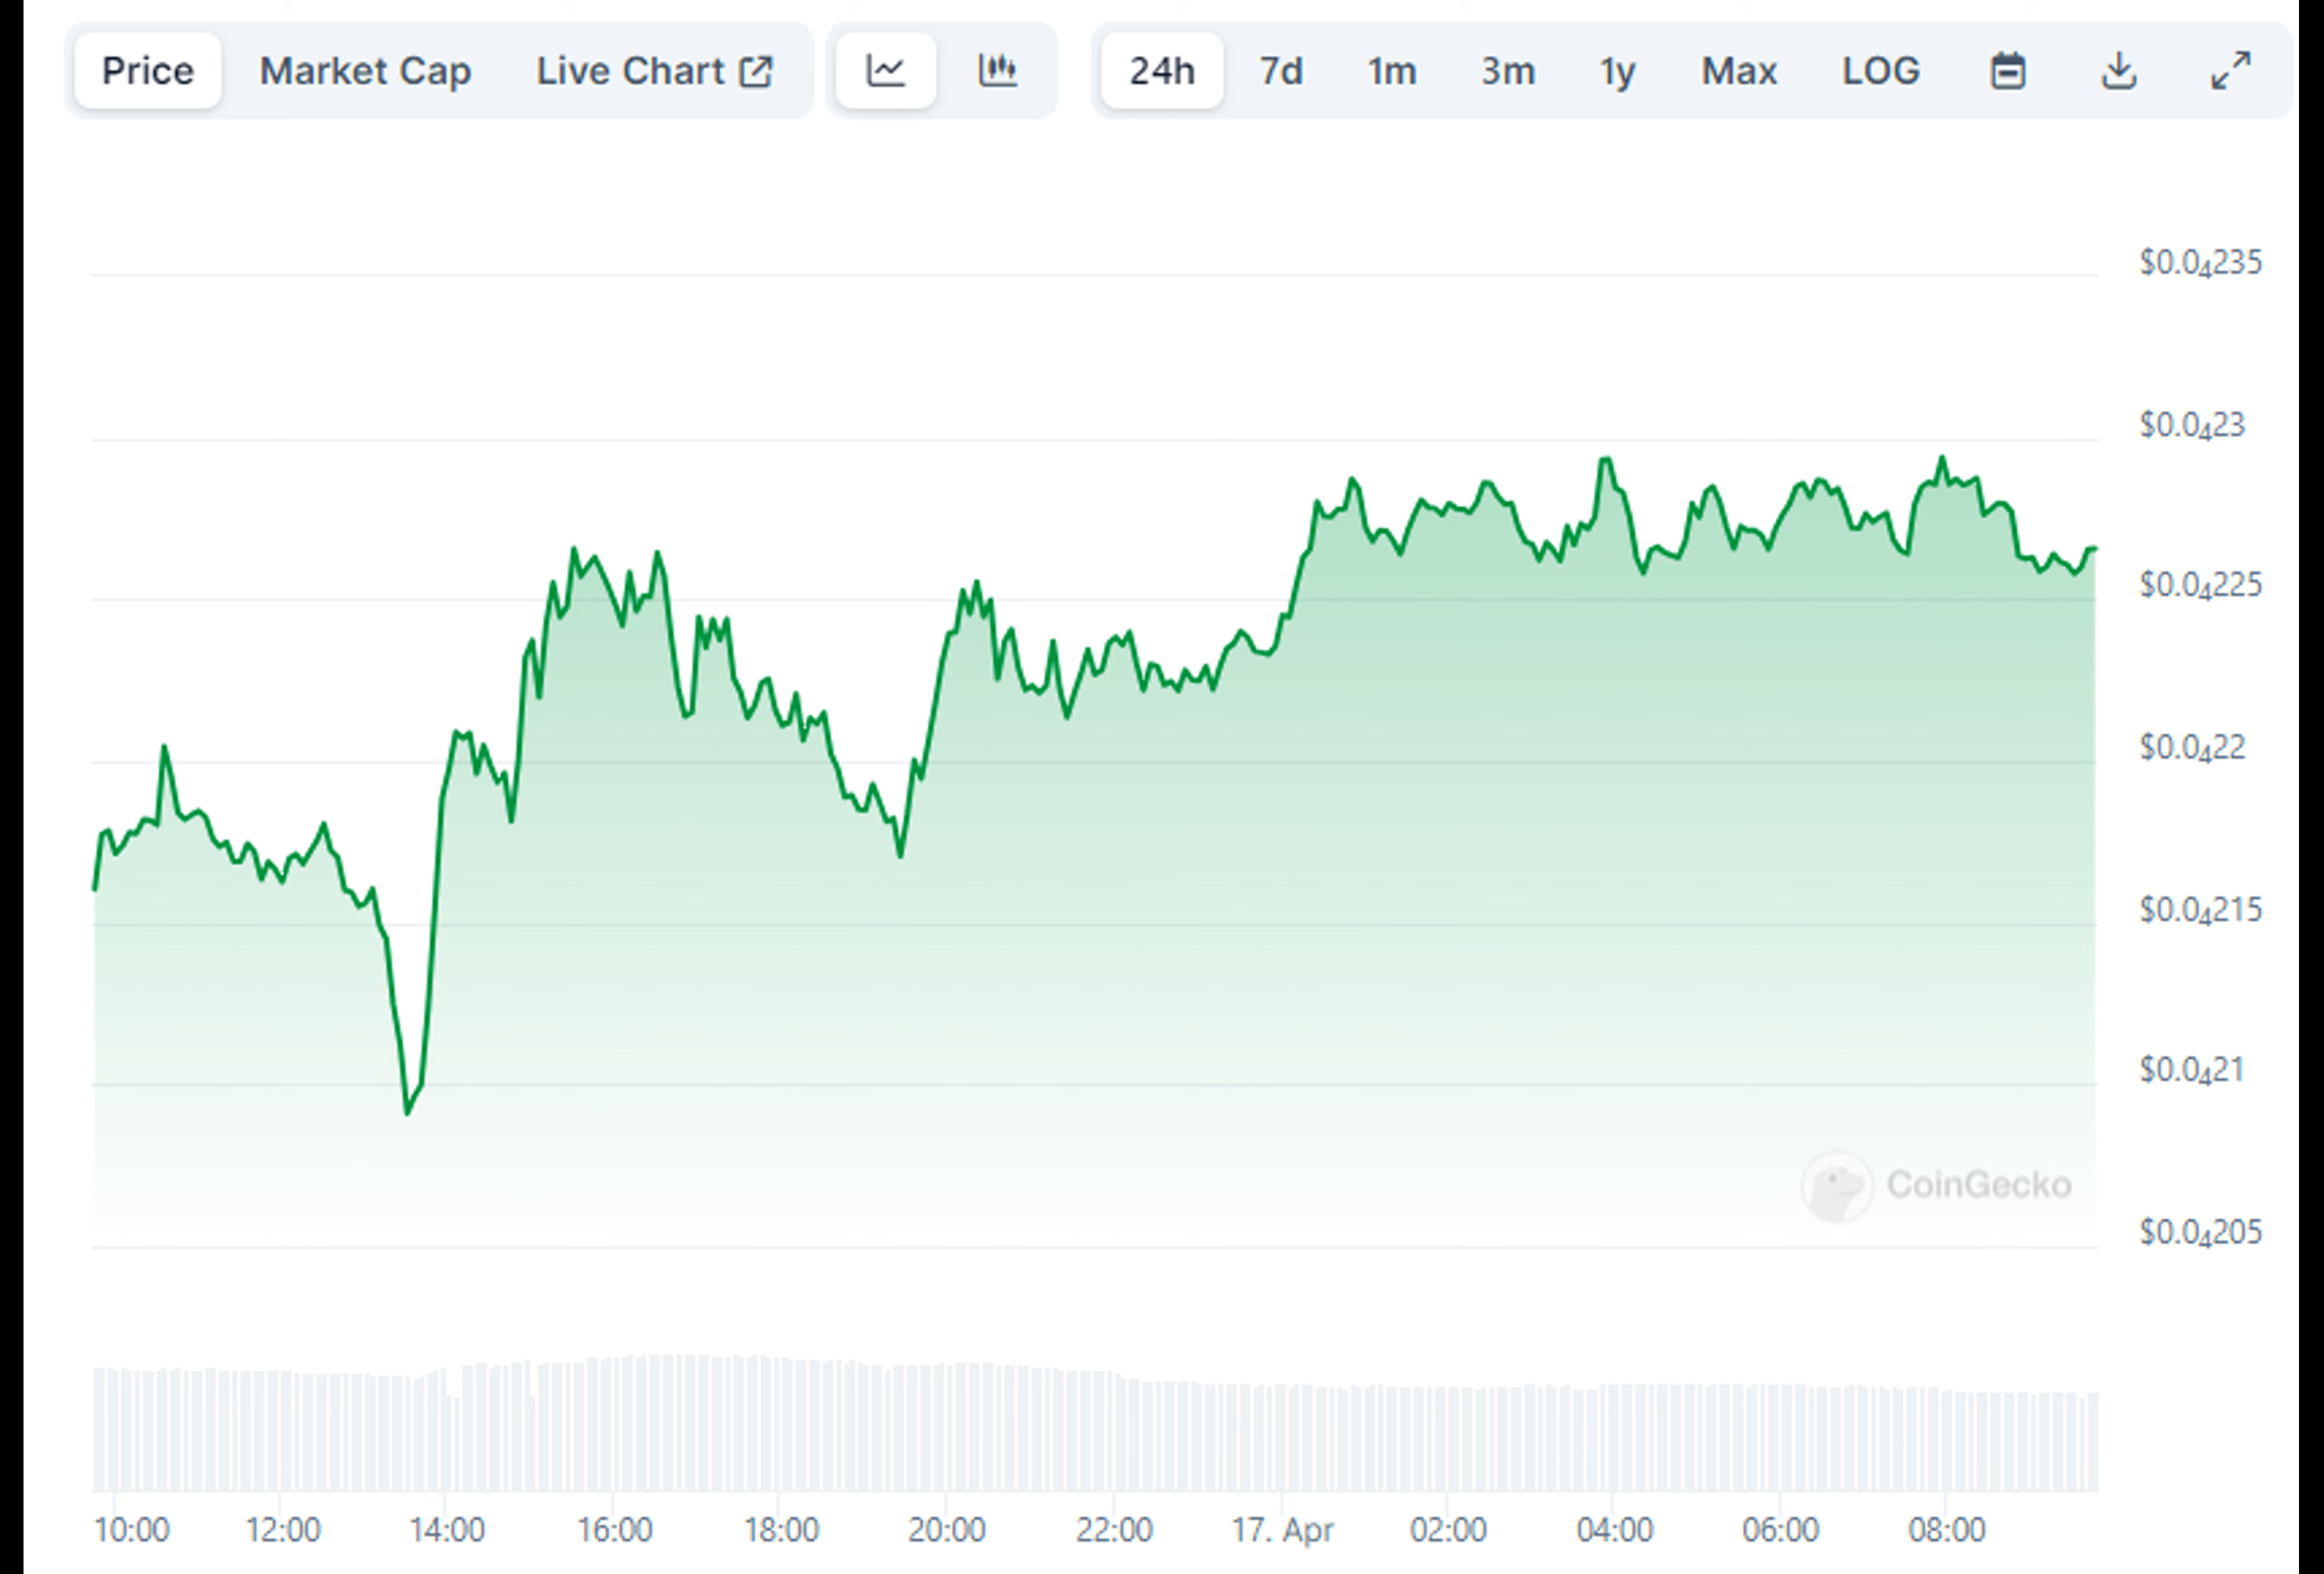 Price Market Cap Live Chart 24h 7d 1m 3m 1y Max LOG
$0.0₄235
$0.0₄23
$0.0₄225
$0.0₄22
$0.0₄215
$0.0₄21
CoinGecko
$0.0₄205
10:00 12:00 14:00 16:00 18:00 20:00 22:00 17. Apr 02:00 04:00 06:00 08:00